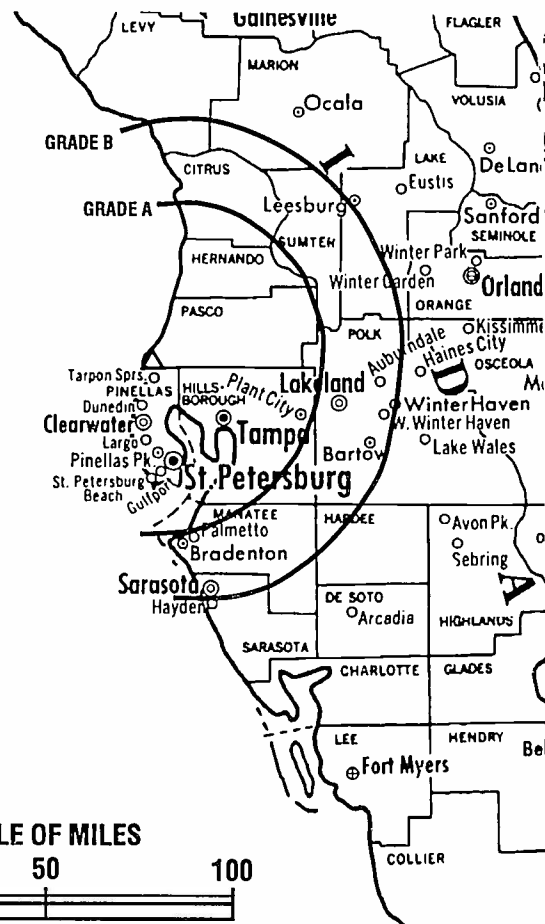 Gainesville
LEVY
FLAGLER
MARION
Ocala
VOLUSIA
GRADE B
CITRUS
LAKE
DeLan
Eustis
Leesburg
GRADE A
Sanford
SEMINOLE
SUMTER
HERNANDO
Winter Park
Winter Garden
Orland
ORANGE
PASCO
POLK
Kissimme
Auburndale
Haines City
OSCEOLA
Tarpon Sprs.
PINELLAS
HILLS-
BOROUGH
Plant City
Lakeland
D
Dunedin
Clearwater
Tampa
Winter Haven
W. Winter Haven
Largo
Bartow
Lake Wales
Pinellas Pk.
St. Petersburg
St. Petersburg
Beach
Gulfport
MANATEE
HARDEE
Palmetto
Bradenton
Avon Pk.
Sebring
A
Sarasota
Hayden
DE SOTO
Arcadia
HIGHLANDS
SARASOTA
CHARLOTTE
GLADES
LEE
HENDRY
Bel
Fort Myers
COLLIER
LE OF MILES
50
100